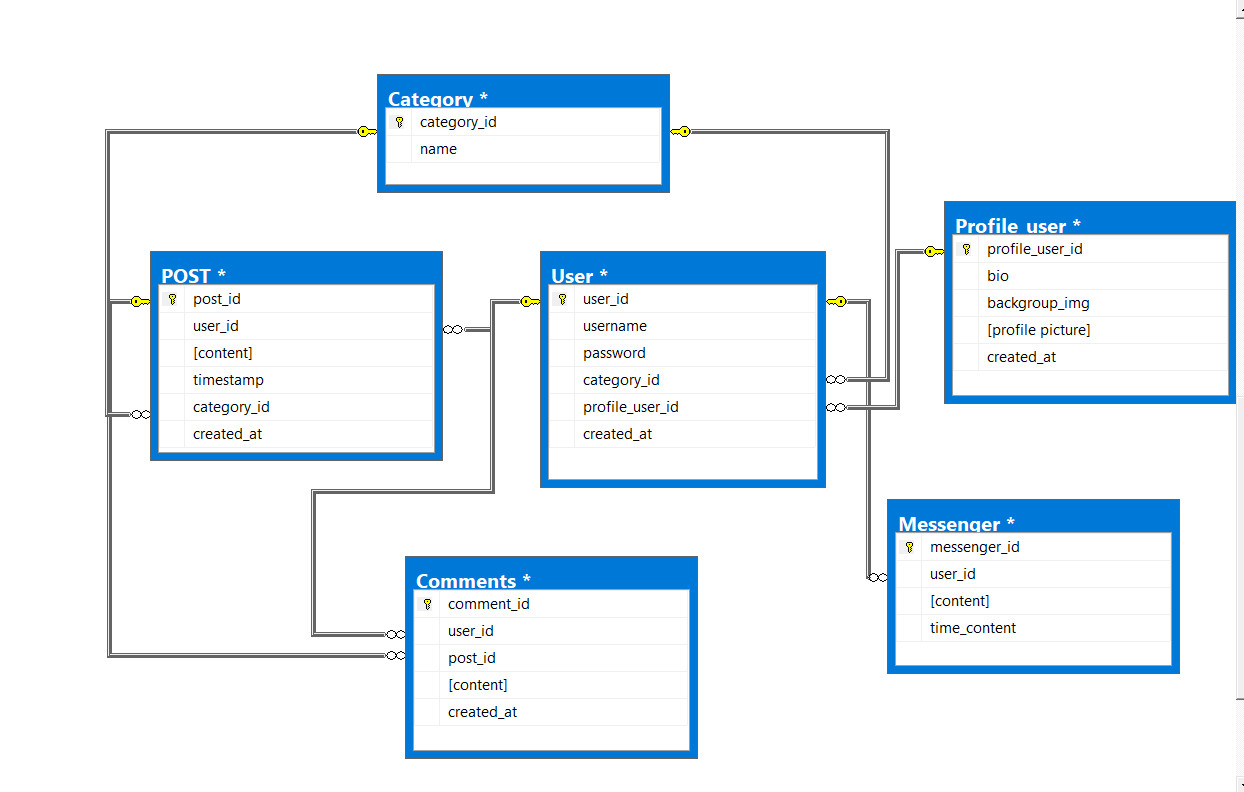 Category *
category_id
name
Profile_user *
profile_user_id
bio
backgroup_img
[profile picture]
created_at
POST *
post_id
user_id
[content]
timestamp
category_id
created_at
User *
user_id
username
password
category_id
profile_user_id
created_at
Messenger *
messenger_id
user_id
[content]
time_content
Comments *
comment_id
user_id
post_id
[content]
created_at